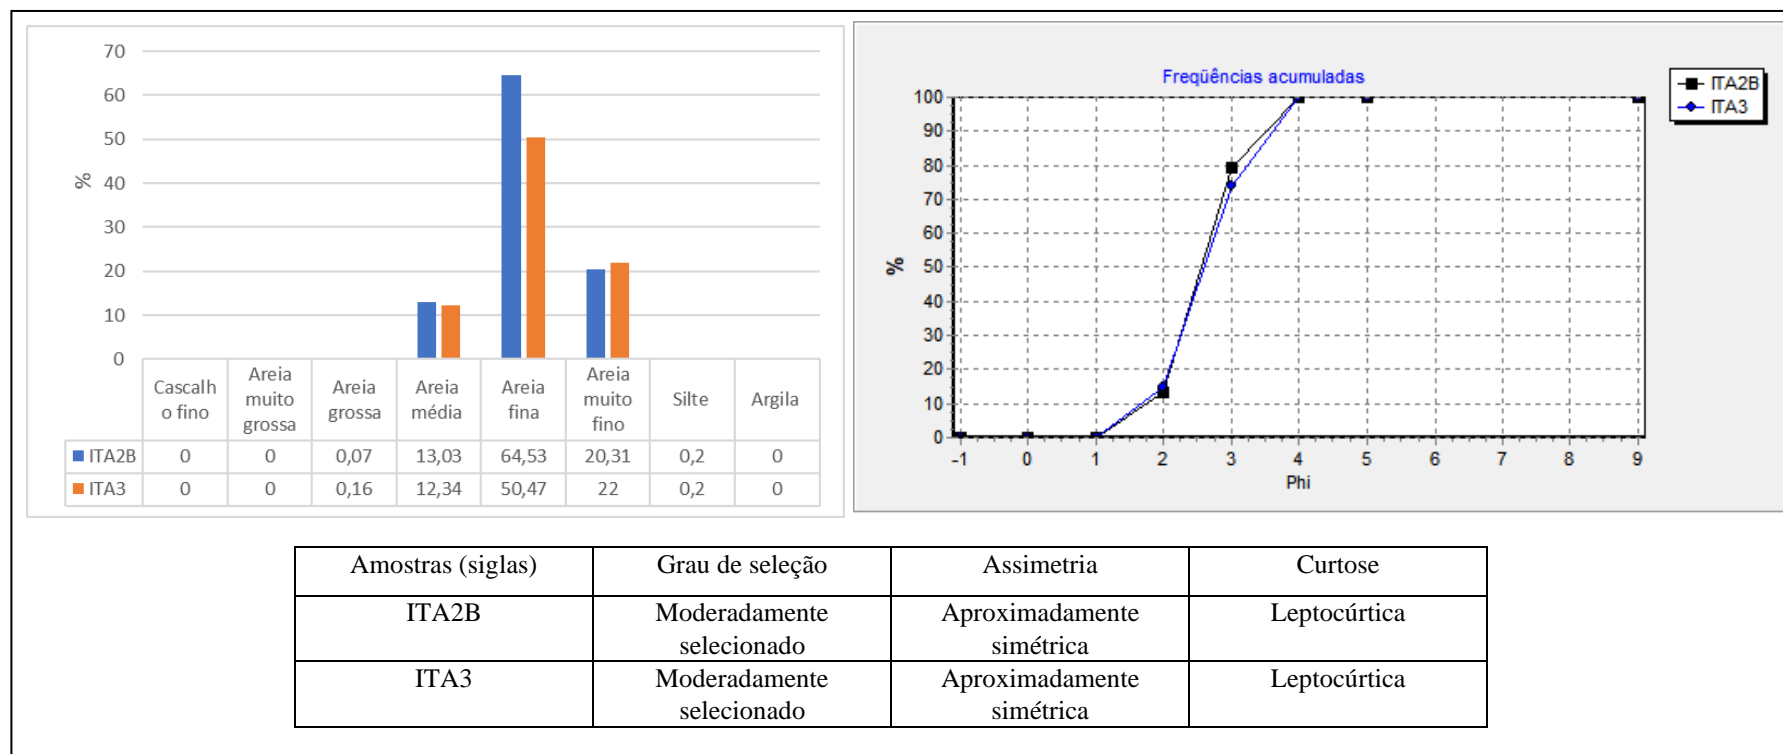 70
60
50
40
30
20
10
0
%
Cascalh
o fino
Areia
muito
grossa
Areia
grossa
Areia
média
Areia
fina
Areia
muito
fino
Silte
Argila
ITA2B 0 0 0,07 13,03 64,53 20,31 0,2 0
ITA3 0 0 0,16 12,34 50,47 22 0,2 0
Freqüências acumuladas
ITA2B
ITA3
100
90
80
70
60
50
40
30
20
10
0
%
-1 0 1 2 3 4 5 6 7 8 9
Phi
Amostras (siglas) Grau de seleção Assimetria Curtose
ITA2B Moderadamente Aproximadamente Leptocúrtica
selecionado simétrica
ITA3 Moderadamente Aproximadamente Leptocúrtica
selecionado simétrica